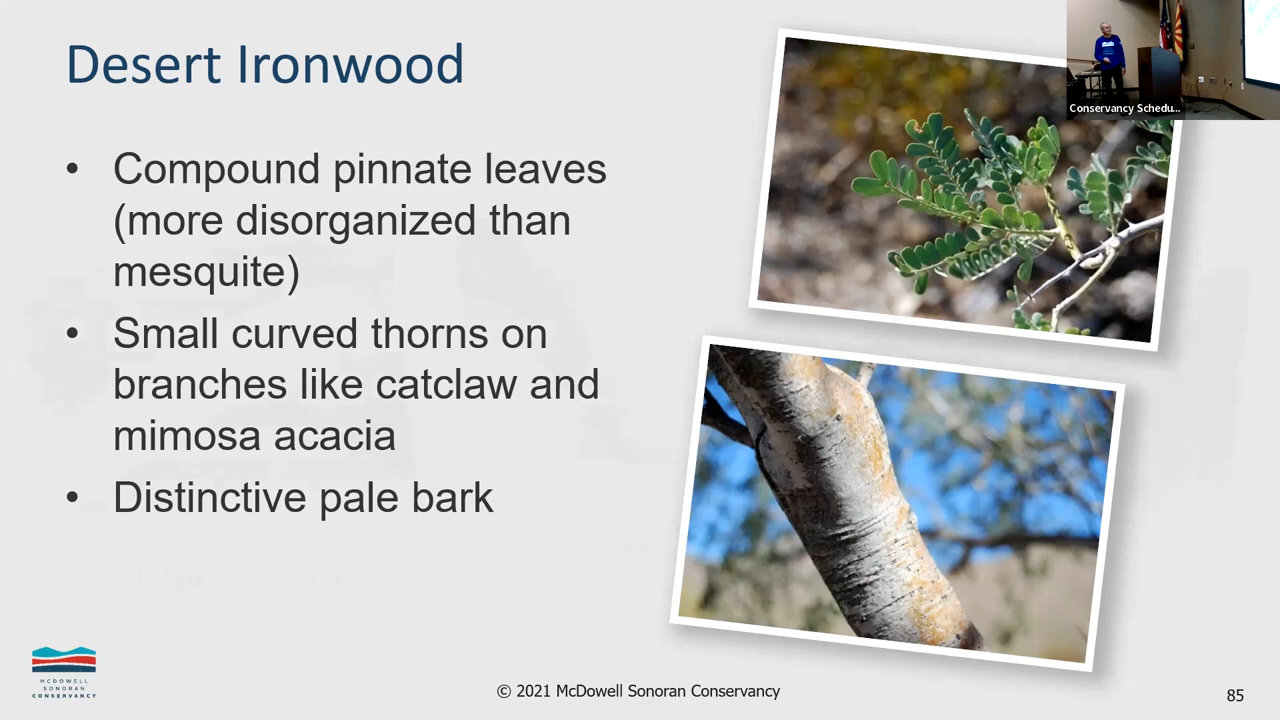 Desert Ironwood
Conservancy Schedu...
• Compound pinnate leaves
(more disorganized than
mesquite)
• Small curved thorns on
branches like catclaw and
mimosa acacia
• Distinctive pale bark
MCDOWELL
SONORAN
CONSERVANCY
© 2021 McDowell Sonoran Conservancy
85